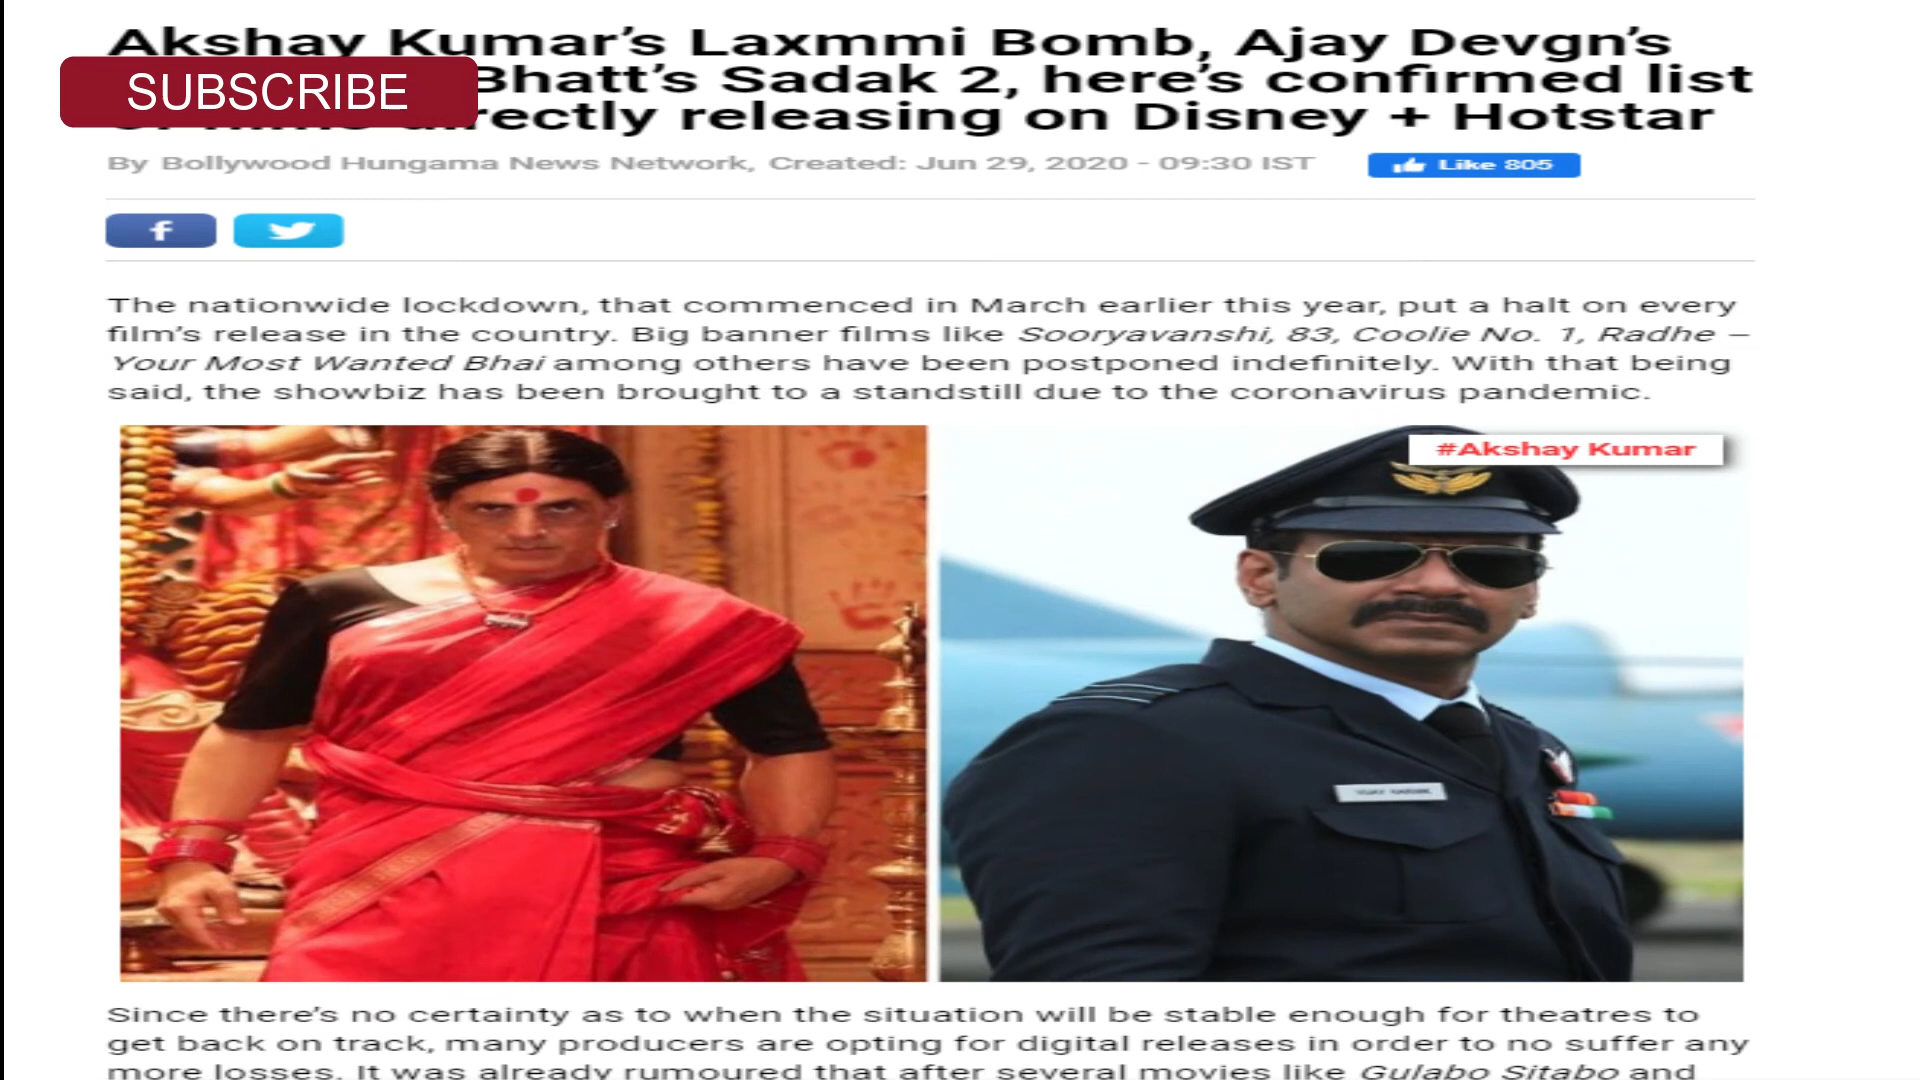 Akshay Kumar's Laxmmi Bomb, Ajay Devgn's
SUBSCRIBE
Bhatt's Sadak 2, here's confirmed list
directly releasing on Disney + Hotstar
By Bollywood Hungama News Network, Created: Jun 29, 2020 - 09:30 IST
Like 805
The nationwide lockdown, that commenced in March earlier this year, put a halt on every
film's release in the country. Big banner films like Sooryavanshi, 83, Coolie No. 1, Radhe –
Your Most Wanted Bhai among others have been postponed indefinitely. With that being
said, the showbiz has been brought to a standstill due to the coronavirus pandemic.
#Akshay Kumar
Since there's no certainty as to when the situation will be stable enough for theatres to
get back on track, many producers are opting for digital releases in order to no suffer any
more losses. It was already rumoured that after several movies like Gulabo Sitabo and